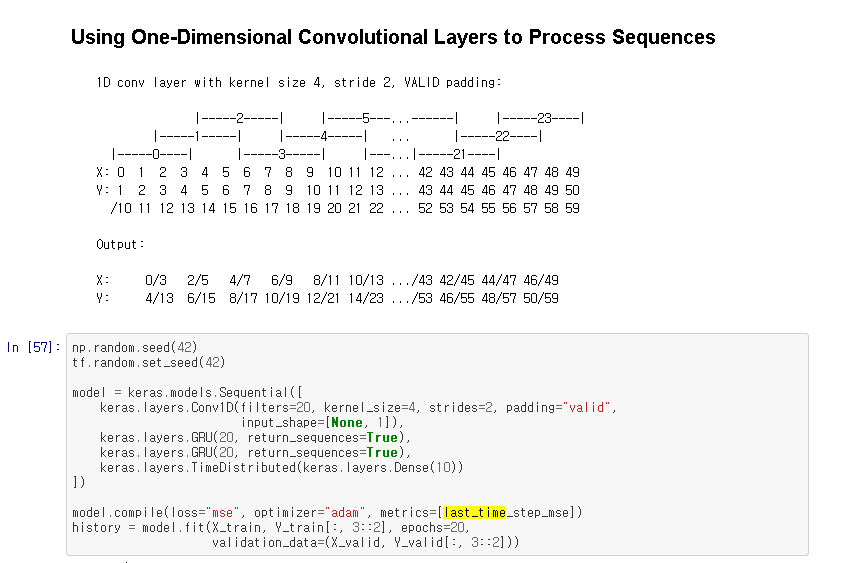 Using One-Dimensional Convolutional Layers to Process Sequences
1D conv layer with kernel size 4, stride 2, VALID padding:
|-----2-----|     |-----5---...------|      |-----23----|
|-----1-----|     |-----4-----|   ...      |-----22----|
|-----0----|      |-----3-----|     |---...|-----21----|
X: 0  1  2  3  4  5  6  7  8  9  10 11 12 ... 42 43 44 45 46 47 48 49
Y: 1  2  3  4  5  6  7  8  9  10 11 12 13 ... 43 44 45 46 47 48 49 50
/10 11 12 13 14 15 16 17 18 19 20 21 22 ... 52 53 54 55 56 57 58 59
Output:
X:     0/3   2/5   4/7   6/9   8/11 10/13 .../43 42/45 44/47 46/49
Y:     4/13  6/15  8/17 10/19 12/21 14/23 .../53 46/55 48/57 50/59
In [57]: np.random.seed(42)
tf.random.set_seed(42)
model = keras.models.Sequential([
keras.layers.Conv1D(filters=20, kernel_size=4, strides=2, padding="valid",
input_shape=[None, 1]),
keras.layers.GRU(20, return_sequences=True),
keras.layers.GRU(20, return_sequences=True),
keras.layers.TimeDistributed(keras.layers.Dense(10))
])
model.compile(loss="mse", optimizer="adam", metrics=[last_time_step_mse])
history = model.fit(X_train, Y_train[:, 3::2], epochs=20,
validation_data=(X_valid, Y_valid[:, 3::2]))